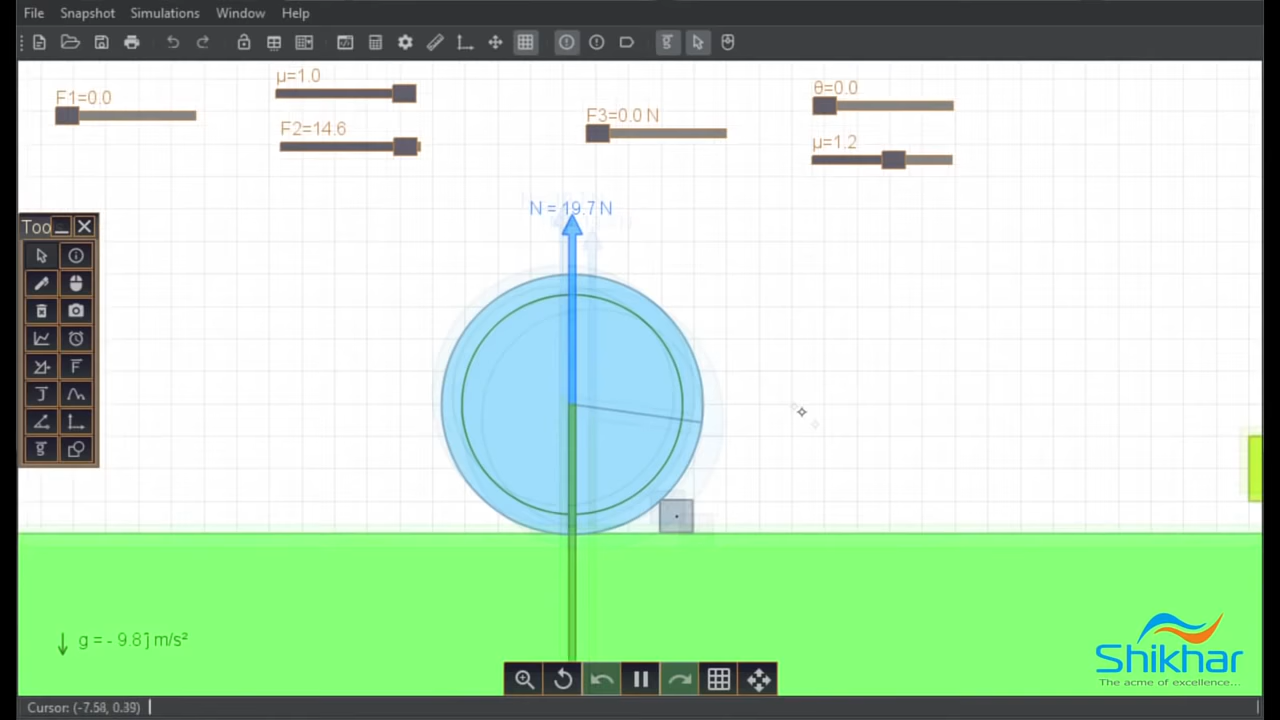 File Snapshot Simulations Window Help
F1=0.0
μ=1.0
F2=14.6
F3=0.0 N
θ=0.0
μ=1.2
N = 19.7 N
Too
g = - 9.8 ĵ m/s²
Shikhar
The acme of excellence...
Cursor: (-7.58, 0.39)